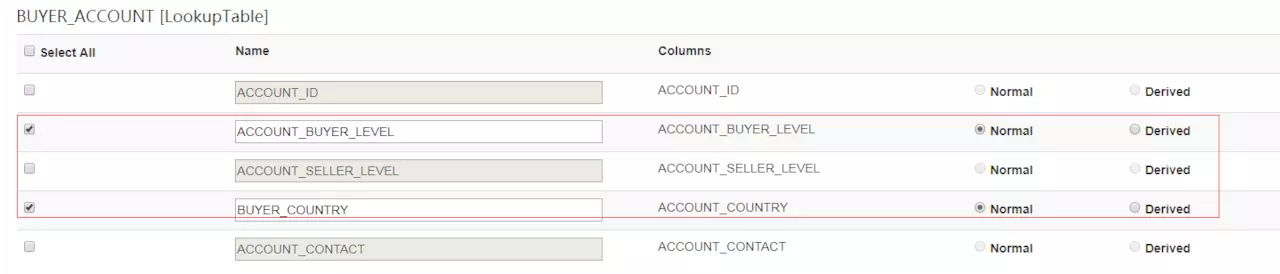 BUYER_ACCOUNT [LookupTable]
Select All Name Columns
ACCOUNT_ID ACCOUNT_ID Normal Derived
ACCOUNT_BUYER_LEVEL ACCOUNT_BUYER_LEVEL Normal Derived
ACCOUNT_SELLER_LEVEL ACCOUNT_SELLER_LEVEL Normal Derived
BUYER_COUNTRY ACCOUNT_COUNTRY Normal Derived
ACCOUNT_CONTACT ACCOUNT_CONTACT Normal Derived